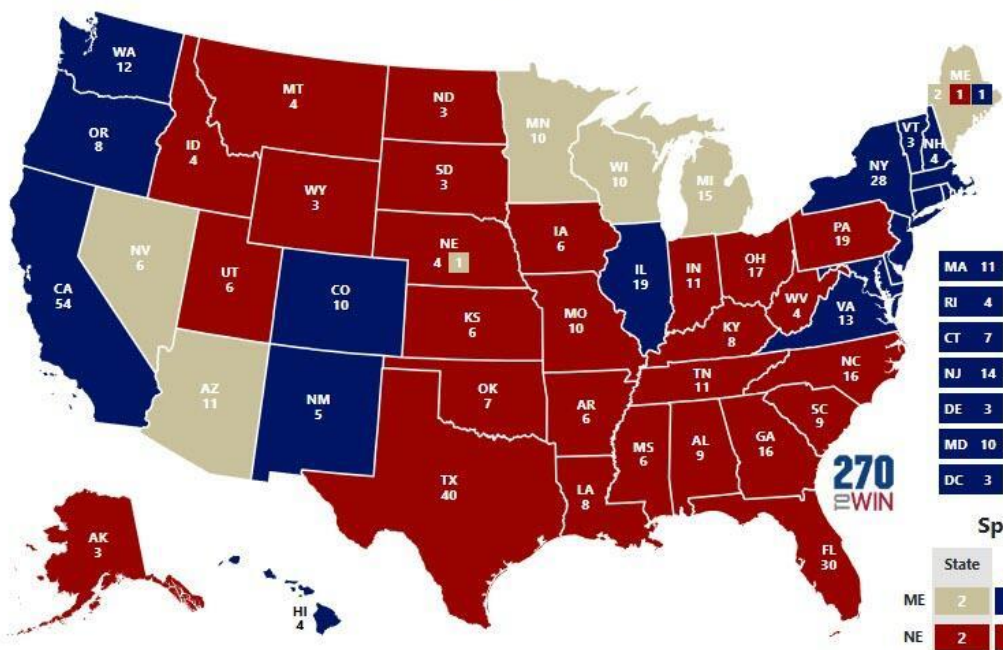 WA
12
OR
8
CA
54
NV
6
ID
4
MT
4
WY
3
UT
6
AZ
11
CO
10
NM
5
ND
3
SD
3
NE
4 1
KS
6
OK
7
TX
40
MN
10
IA
6
MO
10
AR
6
LA
8
WI
10
IL
19
MI
15
IN
11
OH
17
KY
8
TN
11
MS
6
AL
9
GA
16
FL
30
SC
9
NC
16
VA
13
WV
4
PA
19
NY
28
VT
3
NH
4
ME
2 1 1
AK
3
HI
4
MA 11
RI 4
CT 7
NJ 14
DE 3
MD 10
DC 3
270
TO WIN
Sp
State
ME 2
NE 2